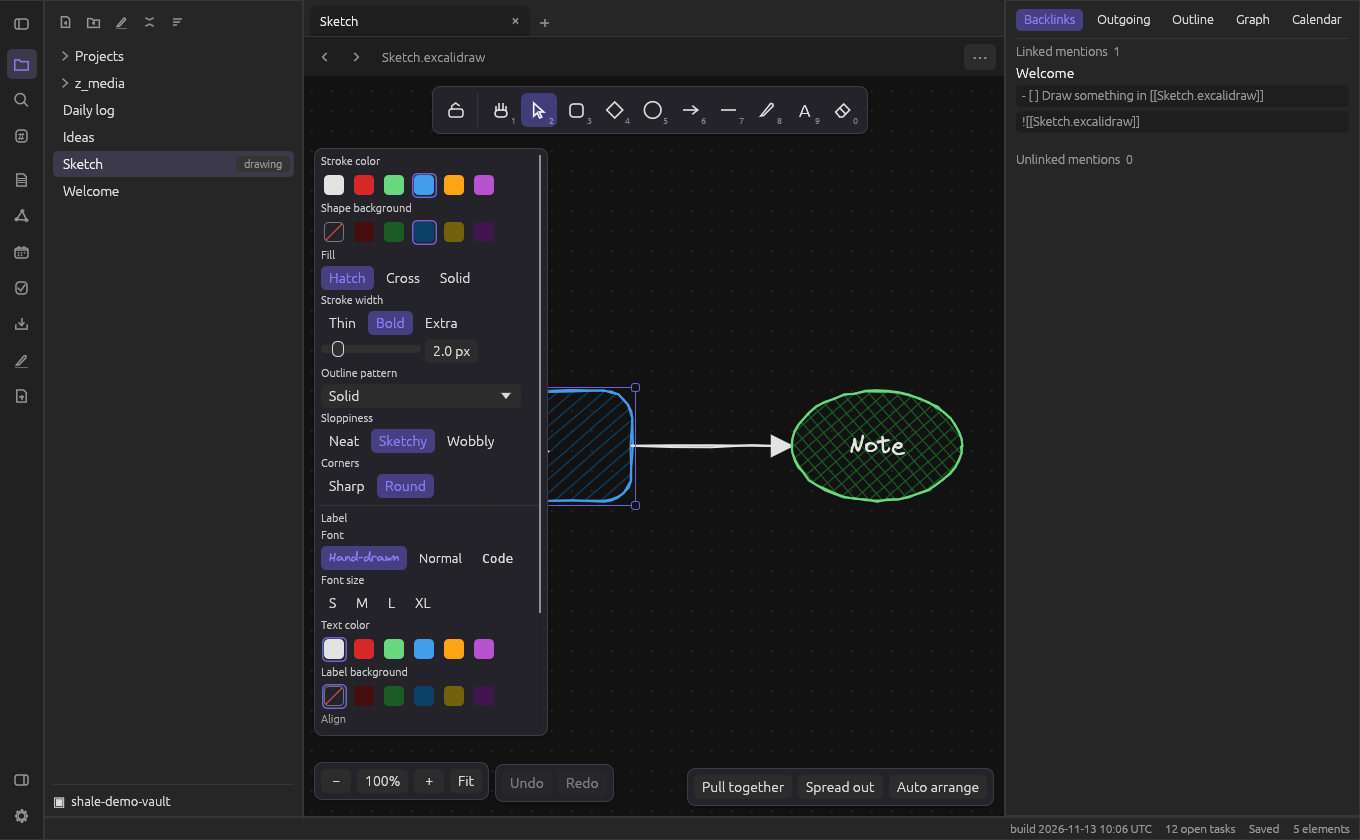 Sketch
Sketch.excalidraw
Projects
z_media
Daily log
Ideas
Sketch drawing
Welcome
shale-demo-vault
1 2 3 4 5 6 7 8 A 9 0
Stroke color
Shape background
Fill
Hatch Cross Solid
Stroke width
Thin Bold Extra
2.0 px
Outline pattern
Solid
Sloppiness
Neat Sketchy Wobbly
Corners
Sharp Round
Label
Font
Hand-drawn Normal Code
Font size
S M L XL
Text color
Label background
Align
Note
− 100% + Fit
Undo Redo
Pull together Spread out Auto arrange
Backlinks Outgoing Outline Graph Calendar
Linked mentions 1
Welcome
- [ ] Draw something in [[Sketch.excalidraw]]
![[Sketch.excalidraw]]
Unlinked mentions 0
build 2026-11-13 10:06 UTC 12 open tasks Saved 5 elements